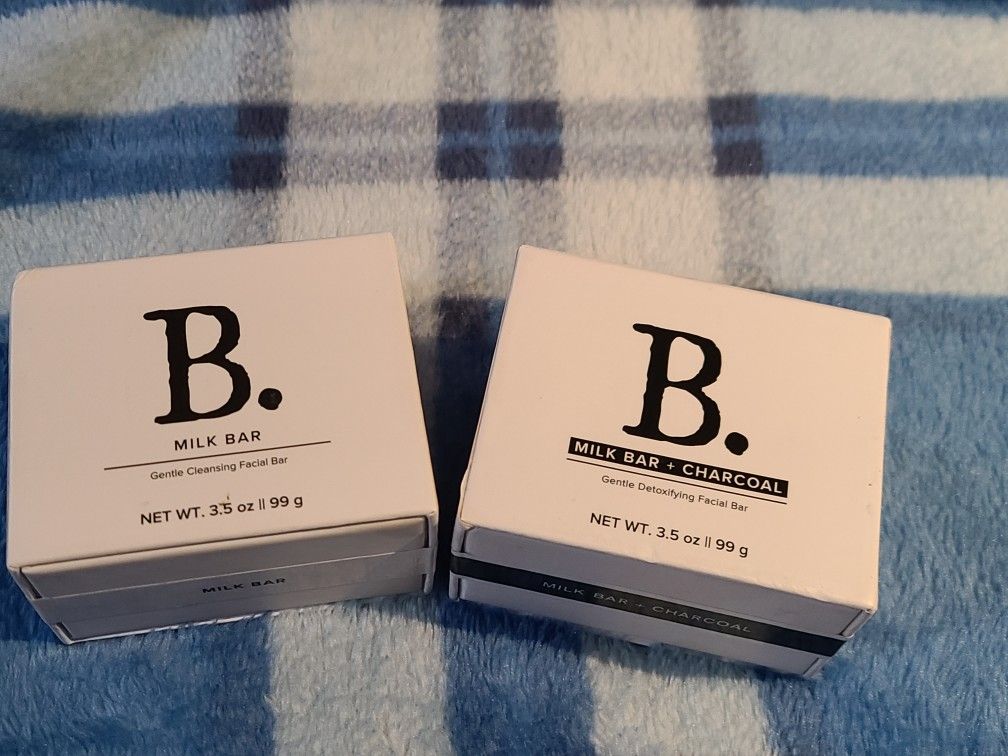 B.
MILK BAR
Gentle Cleansing Facial Bar
NET WT. 3.5 oz || 99 g
MILK BAR
B.
MILK BAR + CHARCOAL
Gentle Detoxifying Facial Bar
NET WT. 3.5 oz || 99 g
MILK BAR + CHARCOAL